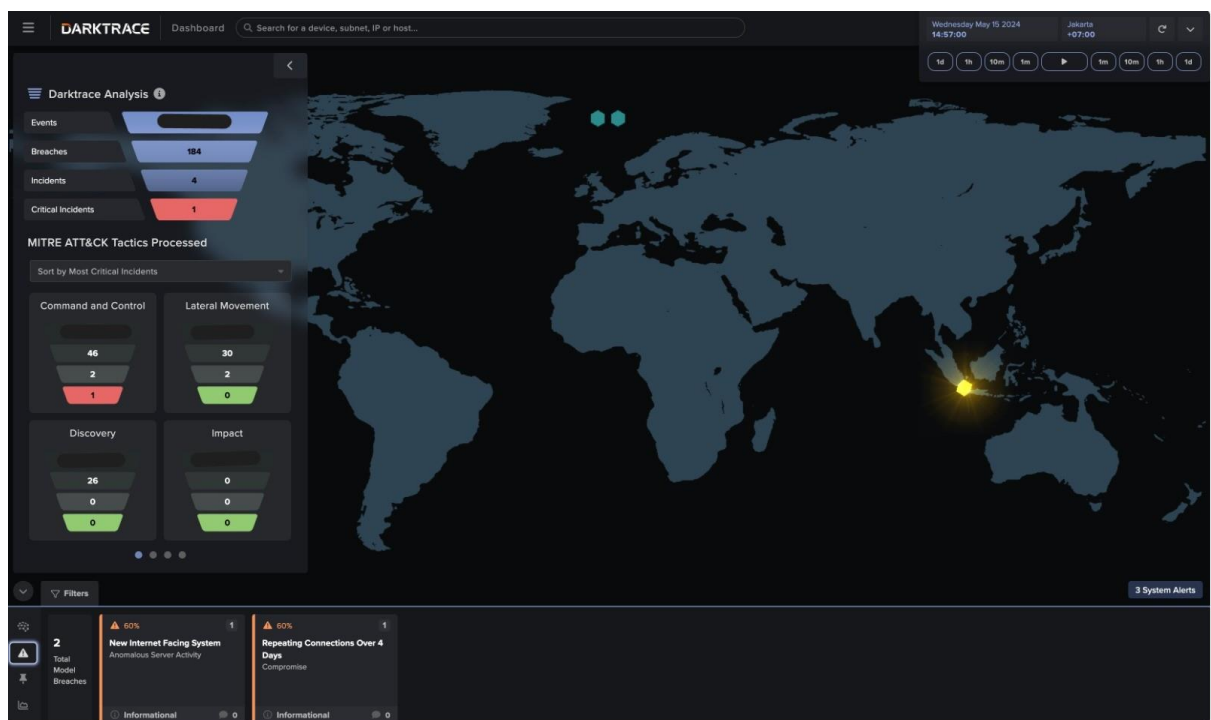 DARKTRACE
Dashboard
Search for a device, subnet, IP or host...
Wednesday May 15 2024
14:57:00
Jakarta
+07:00
1d 1h 10m 1m 1m 10m 1h 1d
Darktrace Analysis
Events
Breaches 184
Incidents 4
Critical Incidents 1
MITRE ATT&CK Tactics Processed
Sort by Most Critical Incidents
Command and Control
46
2
1
Lateral Movement
30
2
0
Discovery
26
0
0
Impact
0
0
0
Filters
3 System Alerts
2
Total
Model
Breaches
60% 1
New Internet Facing System
Anomalous Server Activity
Informational 0
60% 1
Repeating Connections Over 4
Days
Compromise
Informational 0